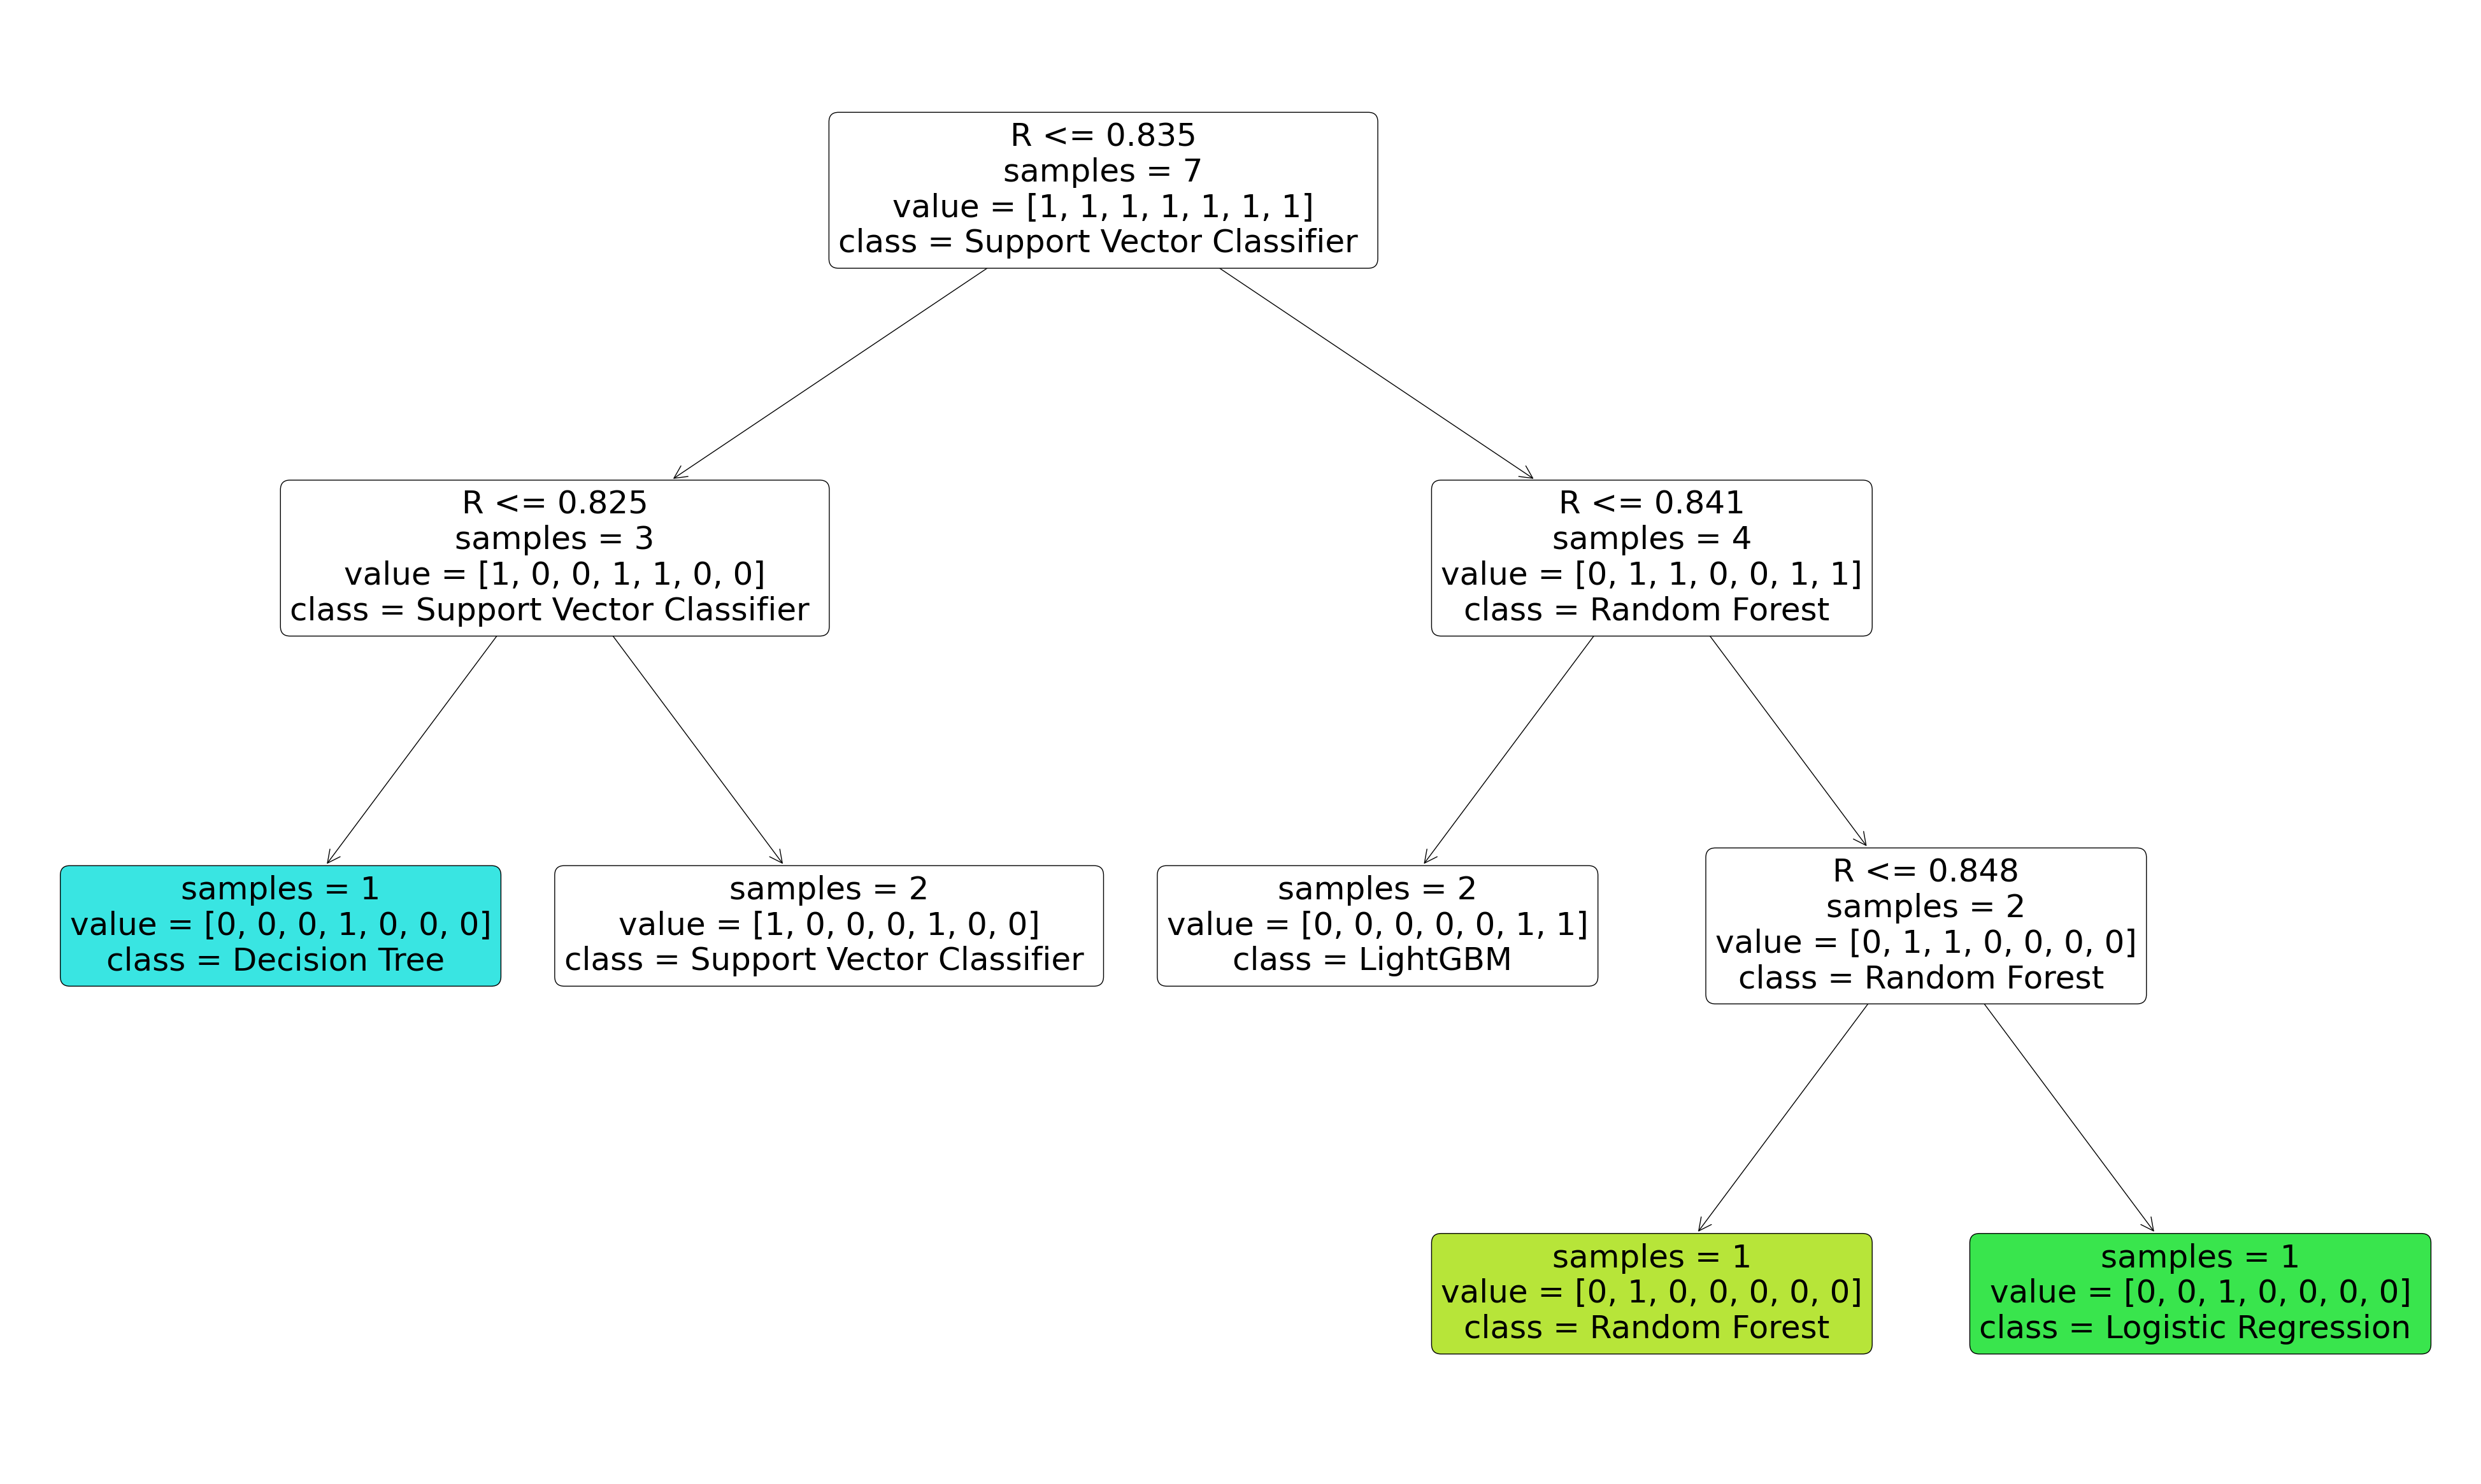 R <= 0.835
samples = 7
value = [1, 1, 1, 1, 1, 1, 1]
class = Support Vector Classifier
R <= 0.825
samples = 3
value = [1, 0, 0, 1, 1, 0, 0]
class = Support Vector Classifier
R <= 0.841
samples = 4
value = [0, 1, 1, 0, 0, 1, 1]
class = Random Forest
samples = 1
value = [0, 0, 0, 1, 0, 0, 0]
class = Decision Tree
samples = 2
value = [1, 0, 0, 0, 1, 0, 0]
class = Support Vector Classifier
samples = 2
value = [0, 0, 0, 0, 0, 1, 1]
class = LightGBM
R <= 0.848
samples = 2
value = [0, 1, 1, 0, 0, 0, 0]
class = Random Forest
samples = 1
value = [0, 1, 0, 0, 0, 0, 0]
class = Random Forest
samples = 1
value = [0, 0, 1, 0, 0, 0, 0]
class = Logistic Regression